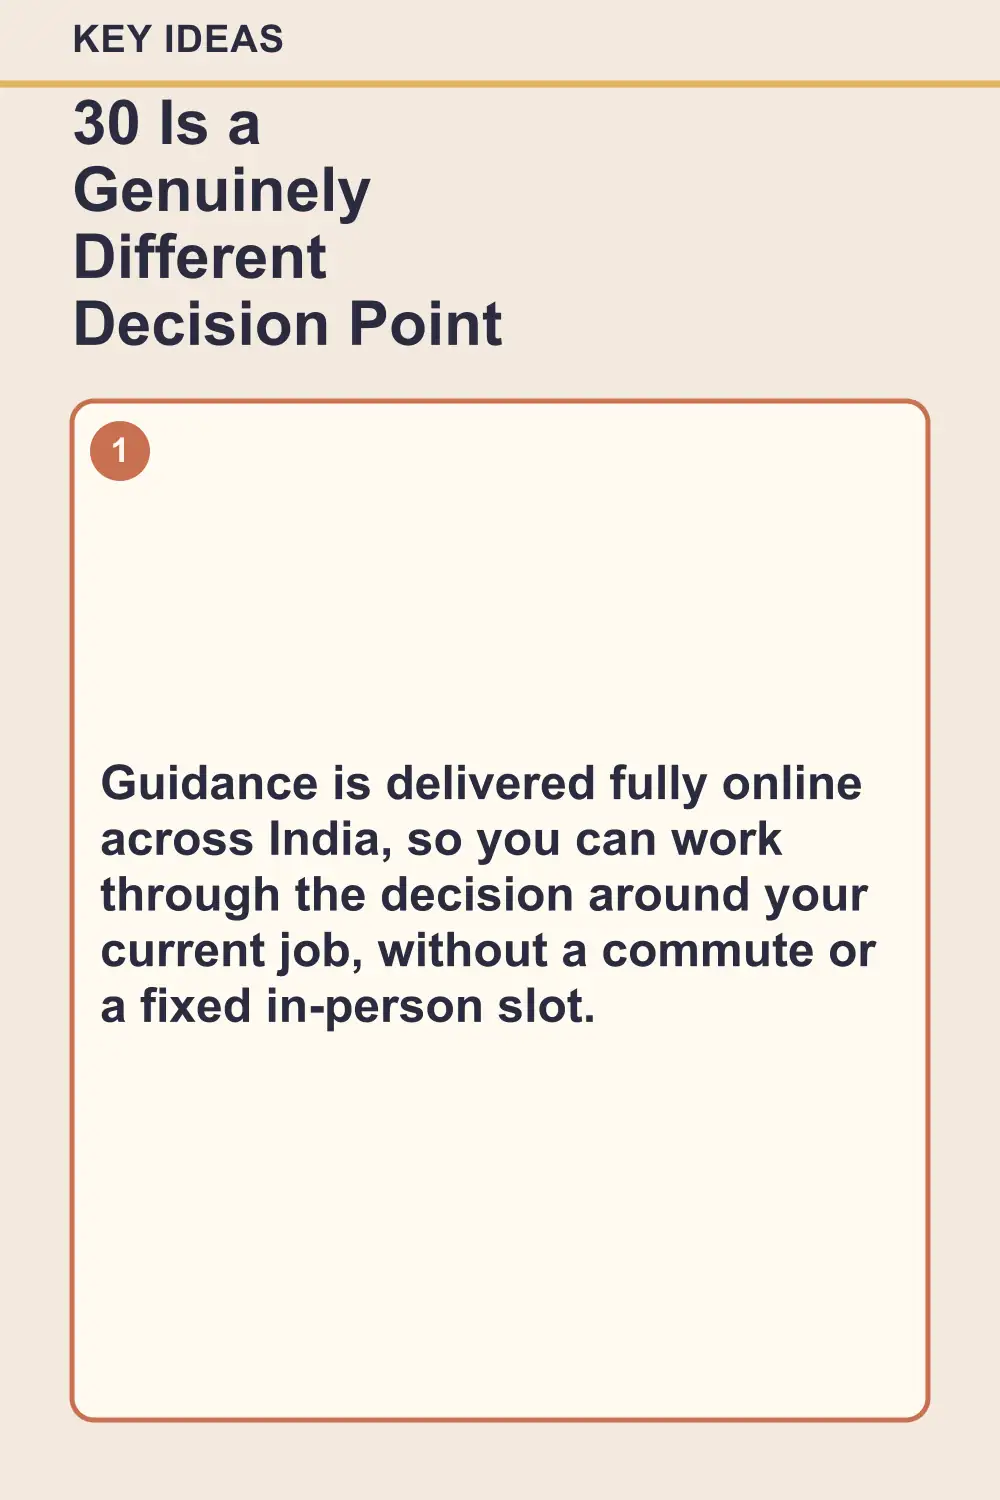 KEY IDEAS
30 Is a
Genuinely
Different
Decision Point
1
Guidance is delivered fully online
across India, so you can work
through the decision around your
current job, without a commute or
a fixed in-person slot.